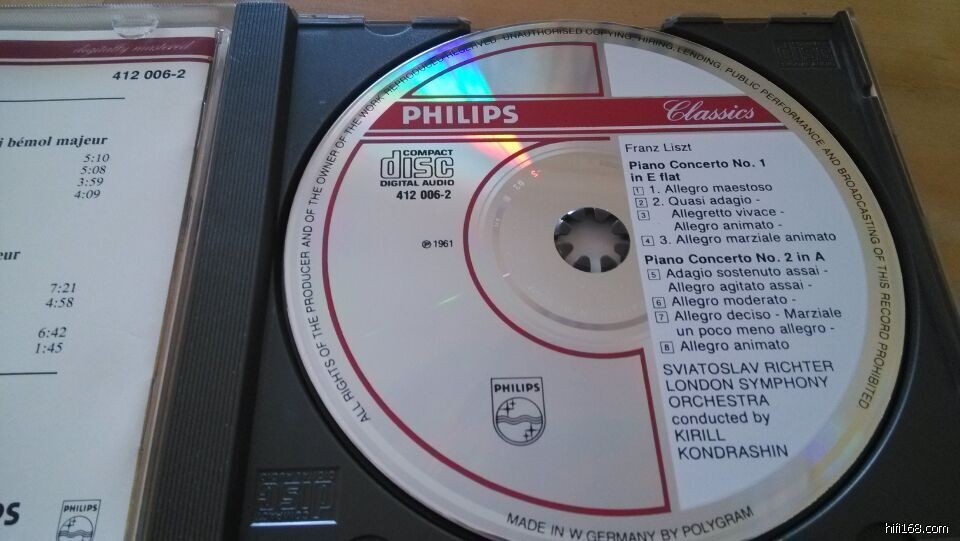 digitally mastered
412 006-2
i bémol majeur
5:10
5:08
3:59
4:09
eur
7:21
4:58
6:42
1:45
PS
PHILIPS
ALL RIGHTS OF THE PRODUCER AND OF THE OWNER OF THE WORK REPRODUCED RESERVED. UNAUTHORISED COPYING, HIRING, LENDING, PUBLIC PERFORMANCE AND BROADCASTING OF THIS RECORD PROHIBITED
PHILIPS Classics
COMPACT
disc
DIGITAL AUDIO
412 006-2
℗ 1961
Franz Liszt
Piano Concerto No. 1
in E flat
1 1. Allegro maestoso
2 2. Quasi adagio -
3 Allegretto vivace -
Allegro animato -
4 3. Allegro marziale animato
Piano Concerto No. 2 in A
5 Adagio sostenuto assai -
Allegro agitato assai -
6 Allegro moderato -
7 Allegro deciso - Marziale
un poco meno allegro -
8 Allegro animato
SVIATOSLAV RICHTER
LONDON SYMPHONY
ORCHESTRA
conducted by
KIRILL
KONDRASHIN
PHILIPS
MADE IN W. GERMANY BY POLYGRAM
hifi168.com